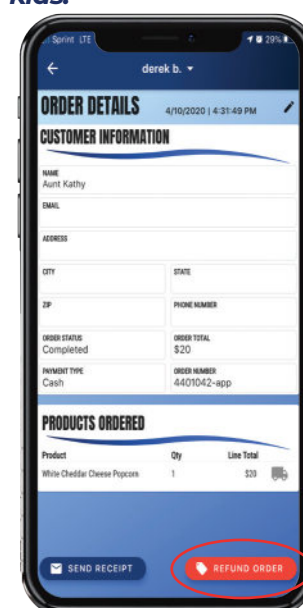 kids.
Sprint LTE 29%
derek b.
ORDER DETAILS 4/10/2020 | 4:31:49 PM
CUSTOMER INFORMATION
NAME
Aunt Kathy
EMAIL
ADDRESS
CITY STATE
ZIP PHONE NUMBER
ORDER STATUS ORDER TOTAL
Completed $20
PAYMENT TYPE ORDER NUMBER
Cash 4401042-app
PRODUCTS ORDERED
Product Qty Line Total
White Cheddar Cheese Popcorn 1 $20
SEND RECEIPT REFUND ORDER